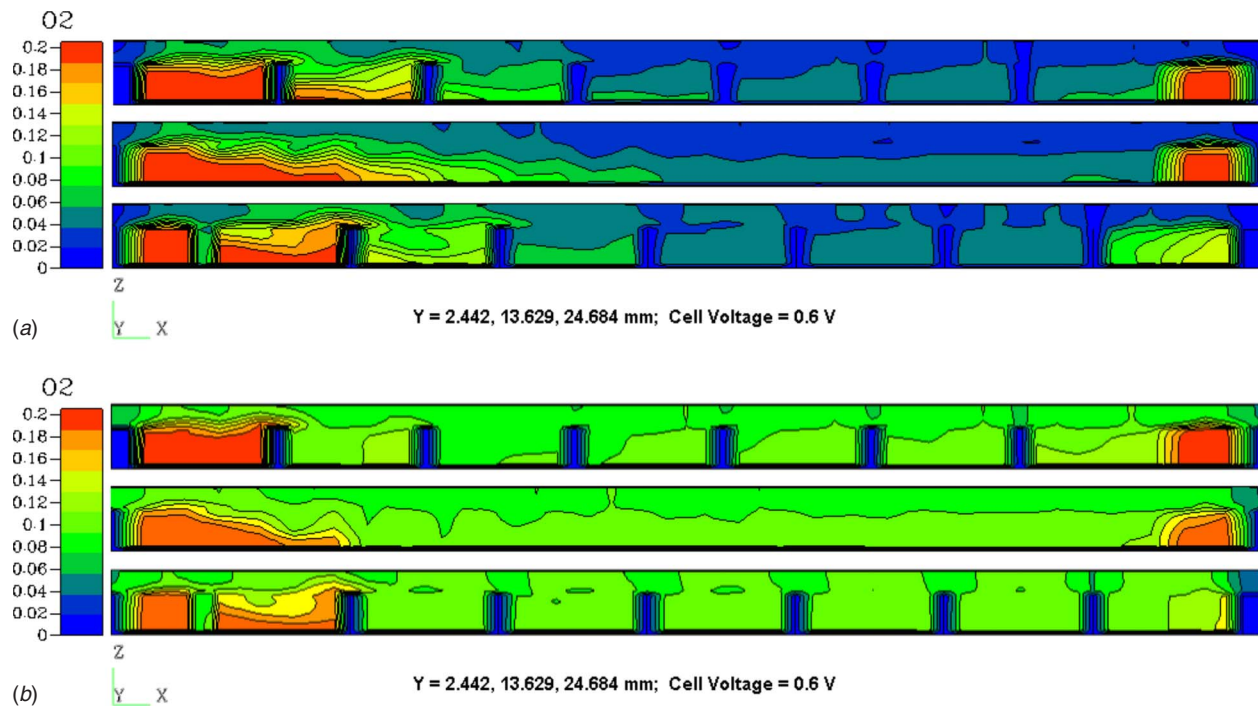 O2
0.2
0.18
0.16
0.14
0.12
0.1
0.08
0.06
0.04
0.02
0
Z
Y X
(a)
Y = 2.442, 13.629, 24.684 mm; Cell Voltage = 0.6 V
O2
0.2
0.18
0.16
0.14
0.12
0.1
0.08
0.06
0.04
0.02
0
Z
Y X
(b)
Y = 2.442, 13.629, 24.684 mm; Cell Voltage = 0.6 V